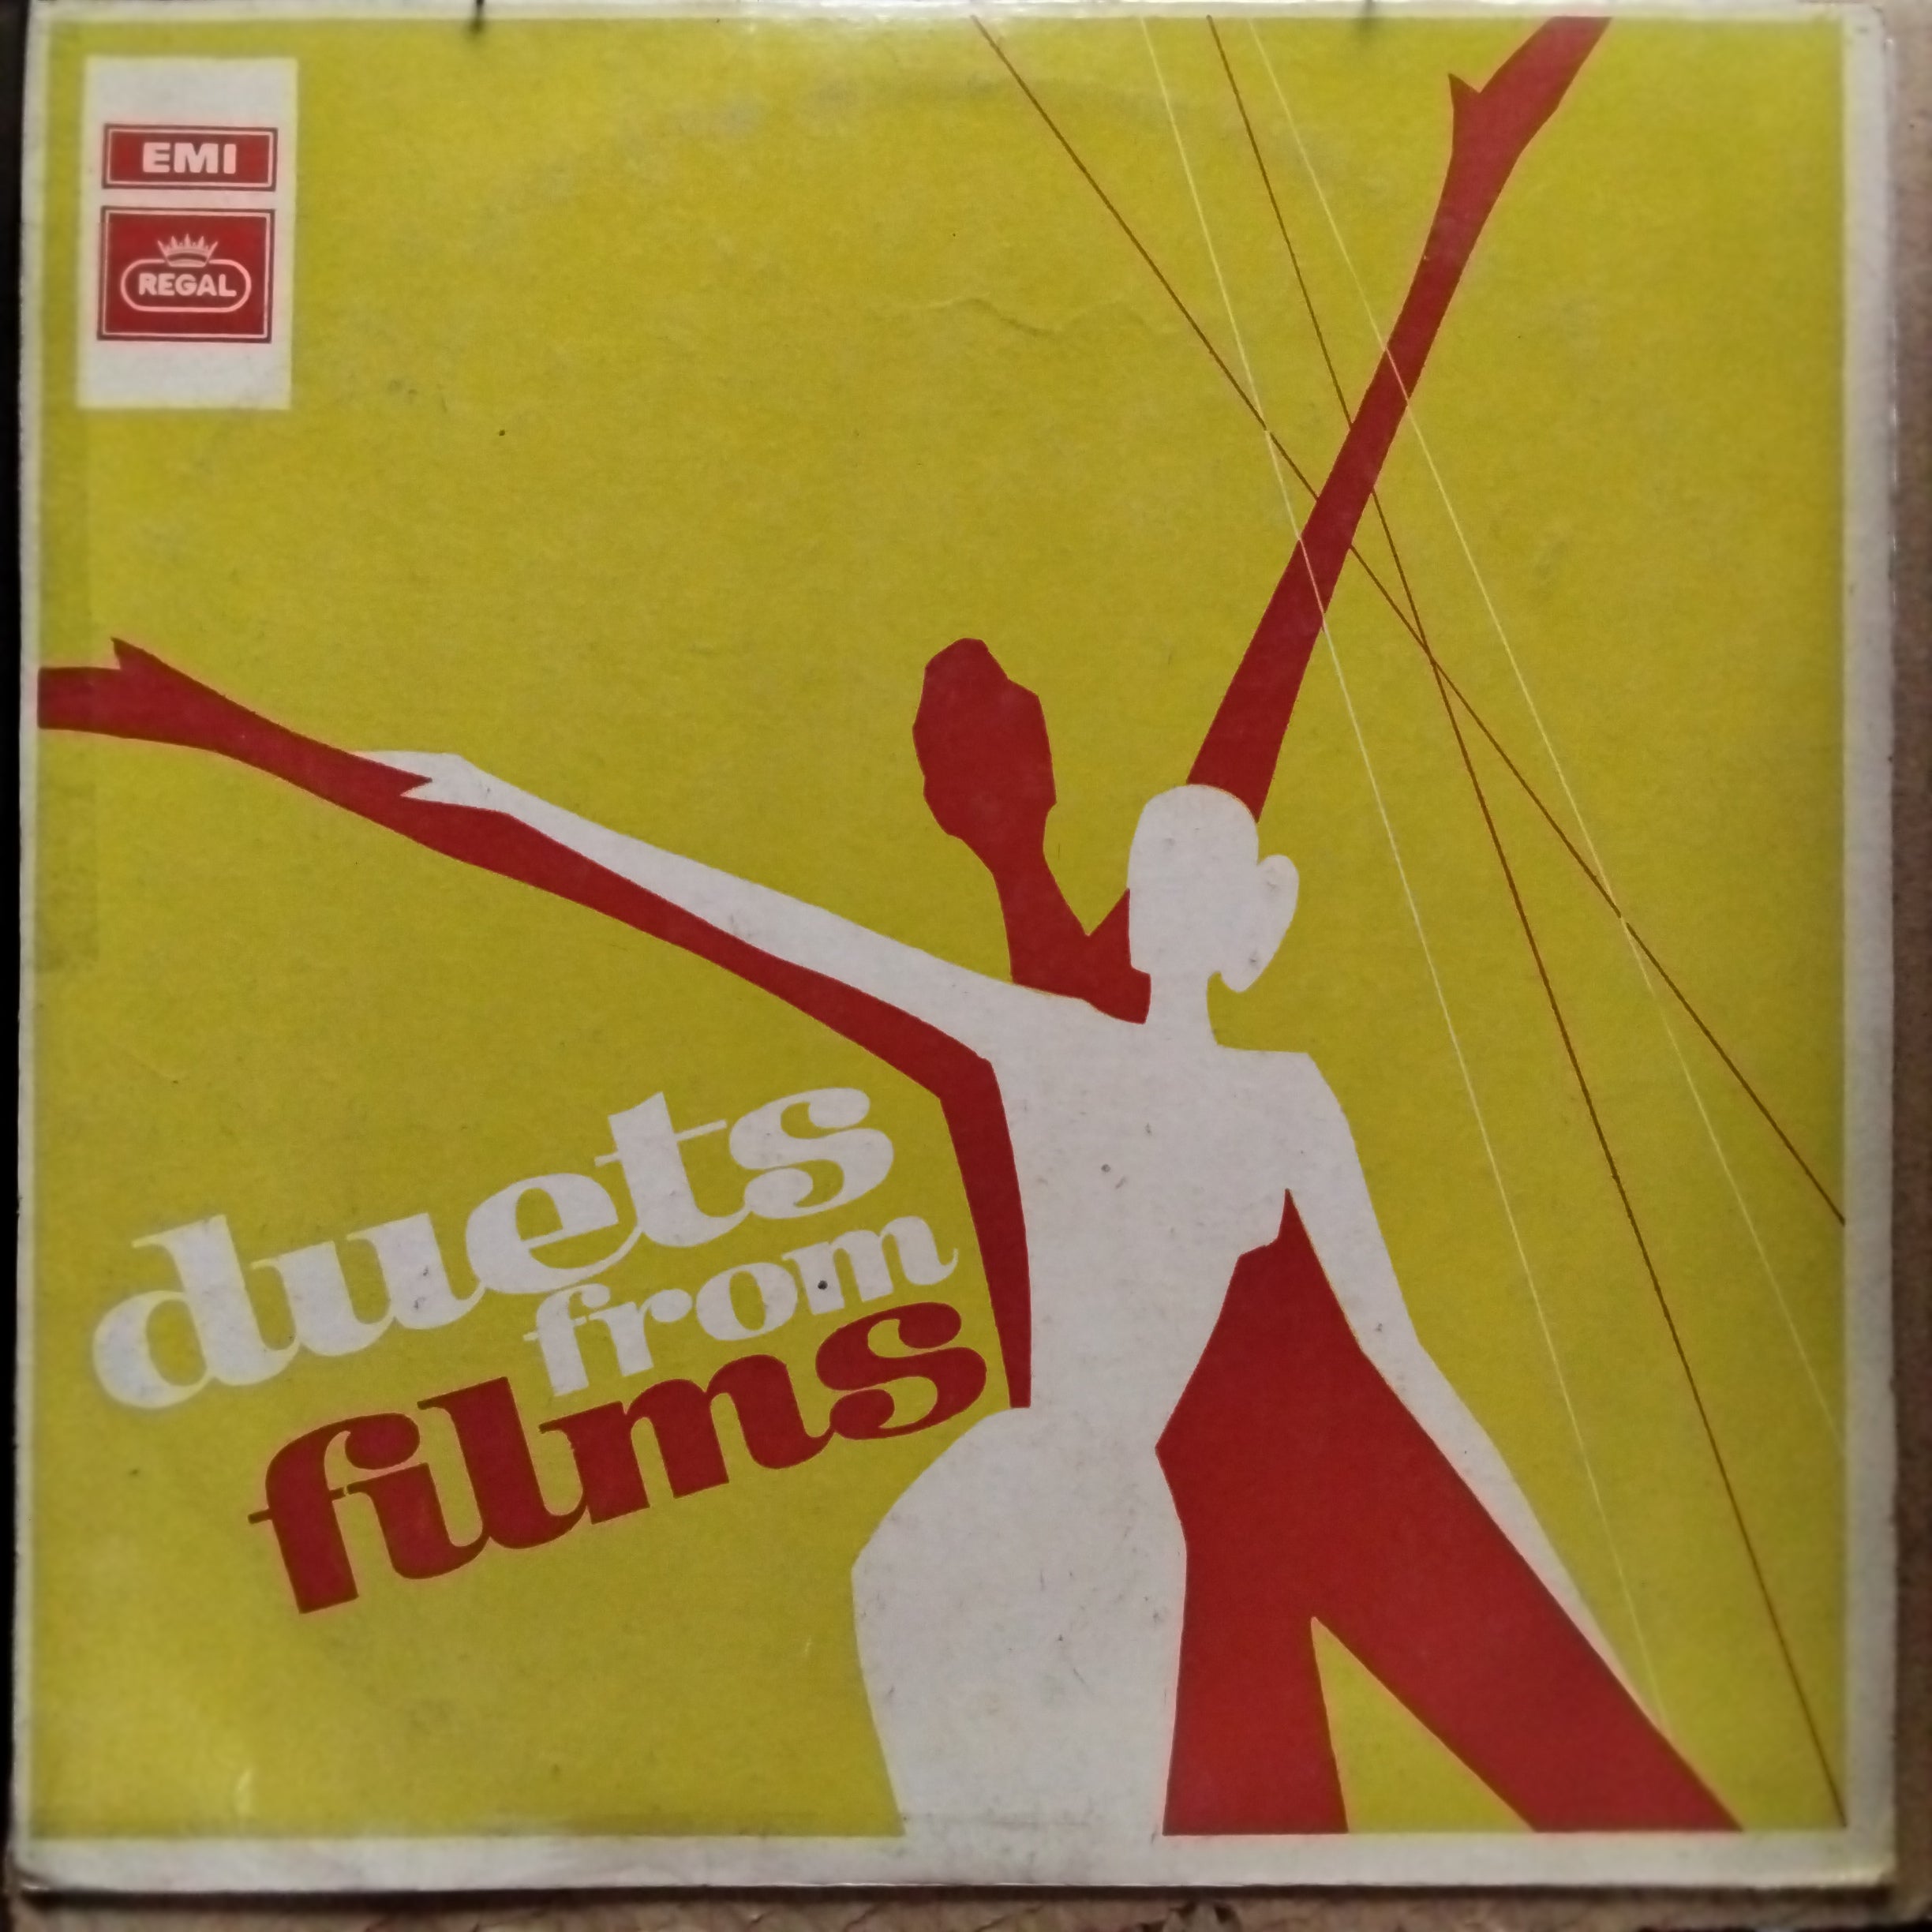 EMI
REGAL
duets
from
films